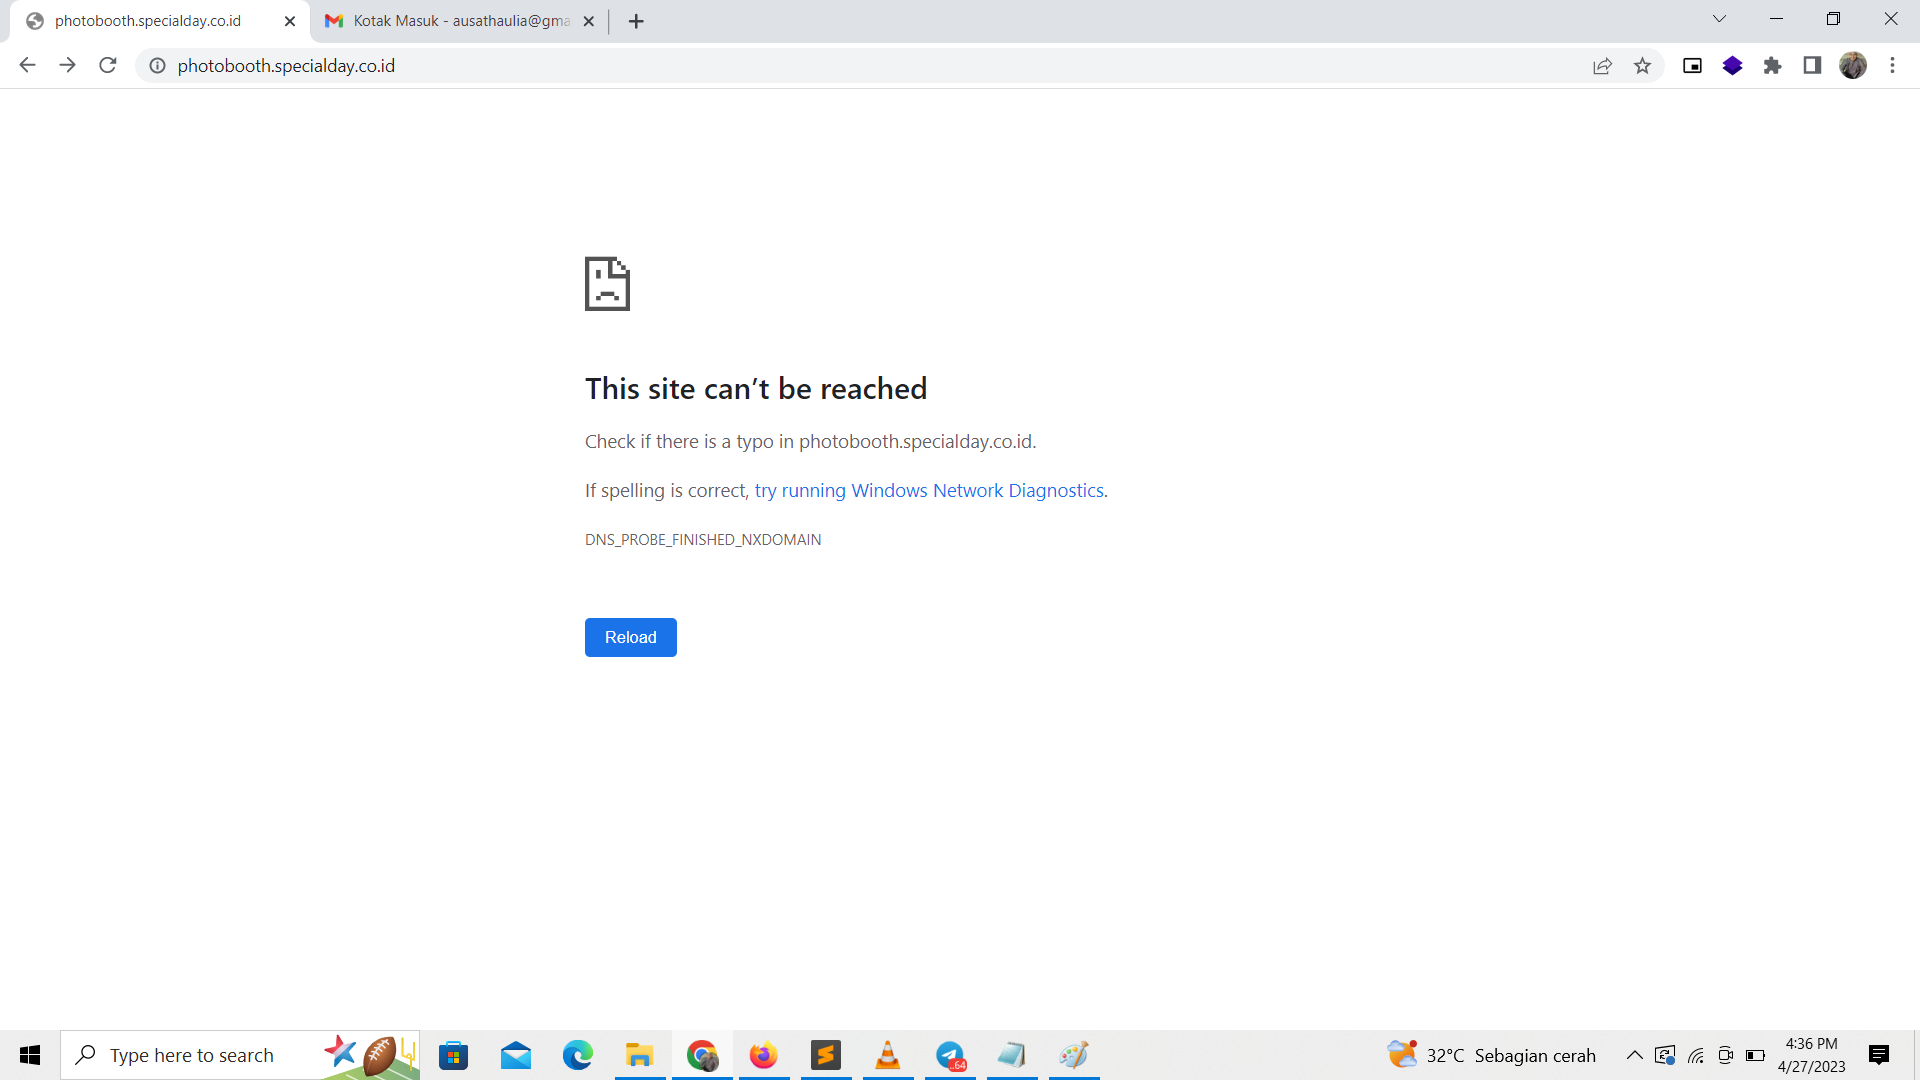 photobooth.specialday.co.id
Kotak Masuk - ausathaulia@gma
photobooth.specialday.co.id
This site can’t be reached
Check if there is a typo in photobooth.specialday.co.id.
If spelling is correct, try running Windows Network Diagnostics.
DNS_PROBE_FINISHED_NXDOMAIN
Reload
Type here to search
..64
32°C Sebagian cerah
4:36 PM
4/27/2023